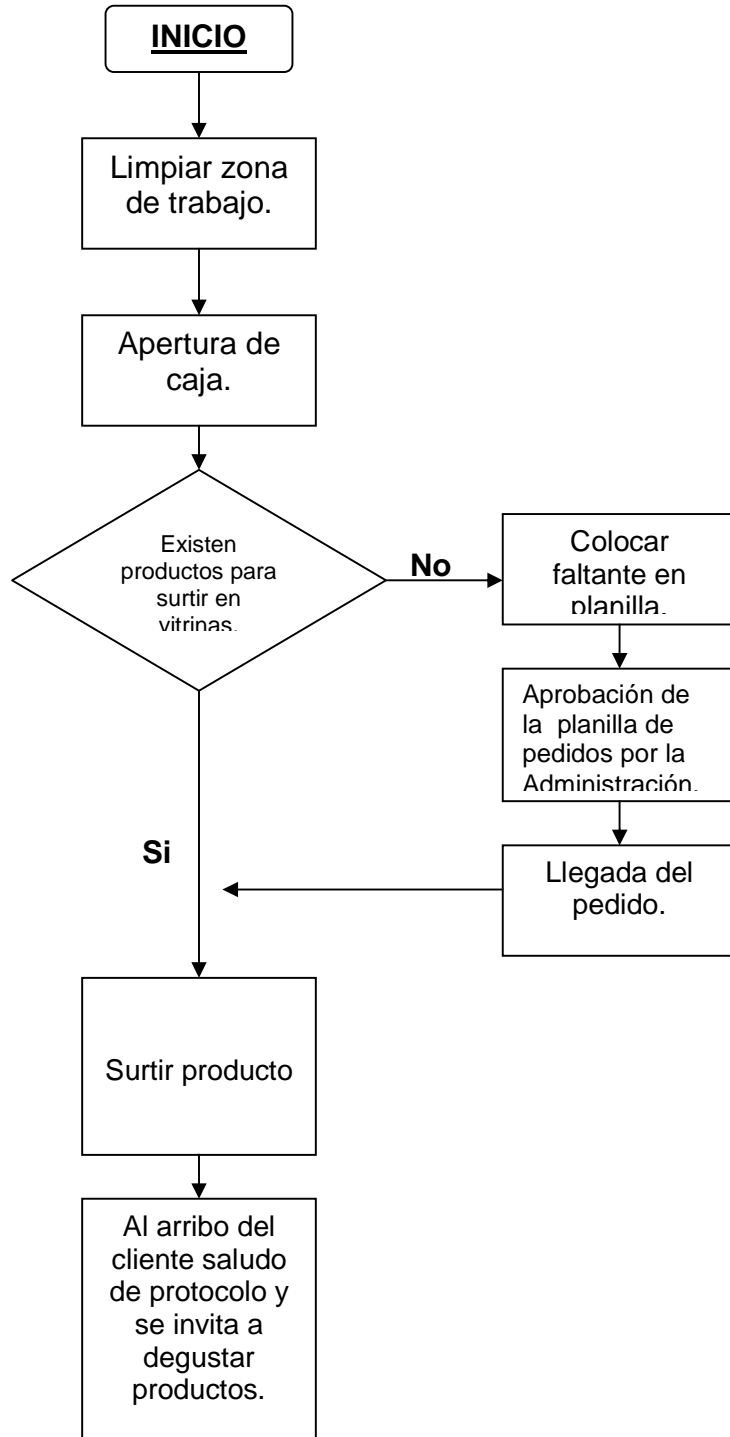 INICIO
Limpiar zona
de trabajo.
Apertura de
caja.
Existen
productos para
surtir en
vitrinas.
No
Colocar
faltante en
planilla.
Aprobación de
la planilla de
pedidos por la
Administración.
Si
Llegada del
pedido.
Surtir producto
Al arribo del
cliente saludo
de protocolo y
se invita a
degustar
productos.